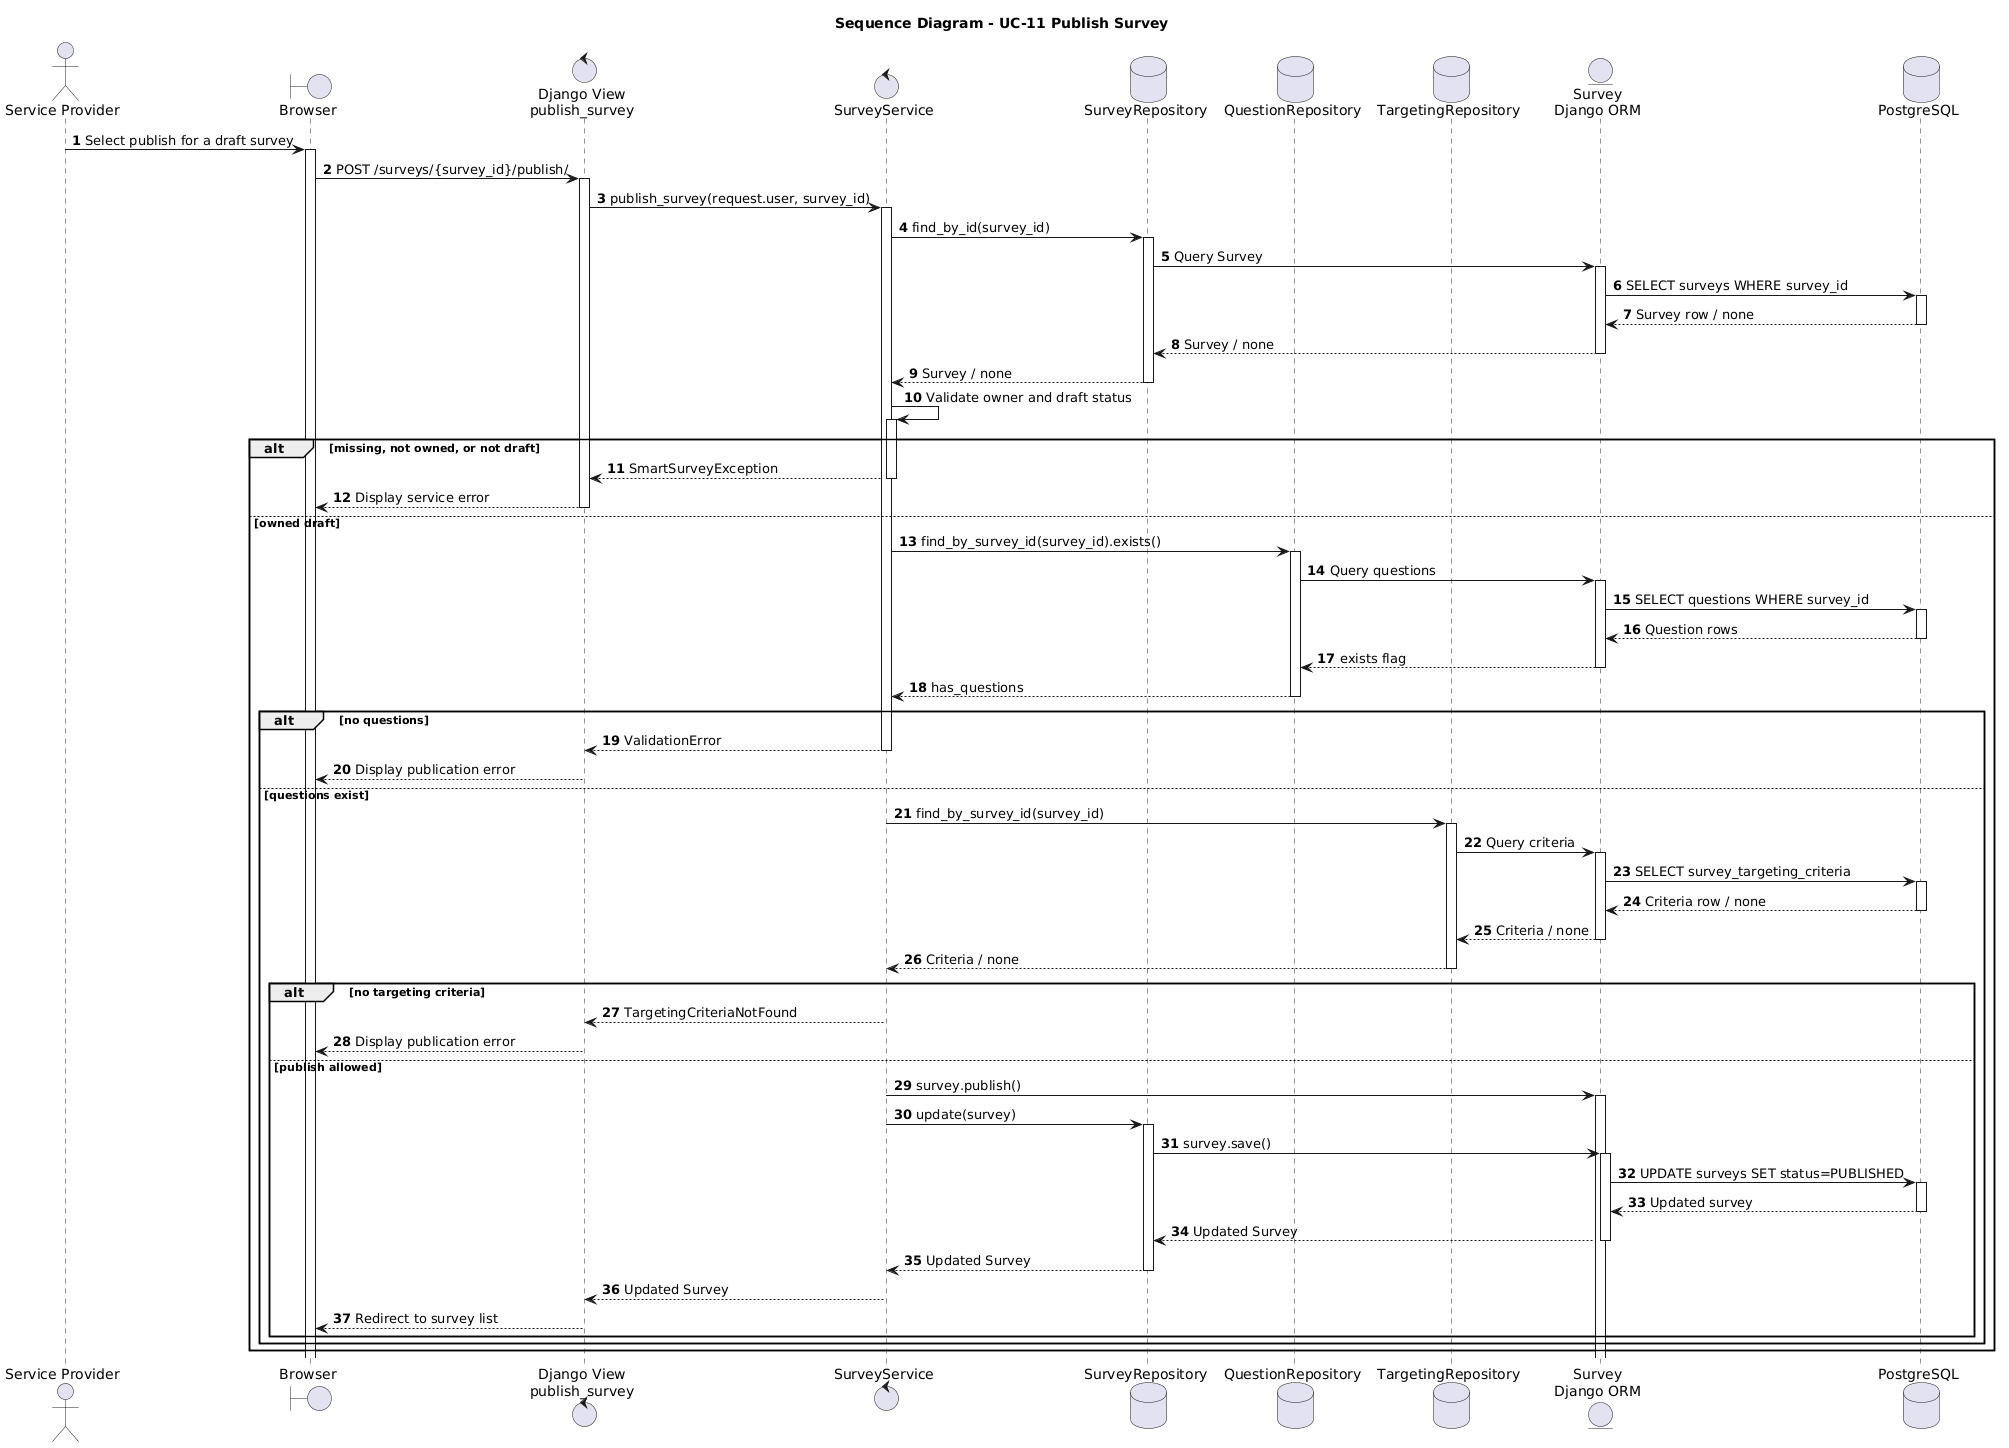 Sequence Diagram - UC-11 Publish Survey
Service Provider
Browser
Django View
publish_survey
SurveyService
SurveyRepository
QuestionRepository
TargetingRepository
Survey
Django ORM
PostgreSQL
1 Select publish for a draft survey
2 POST /surveys/{survey_id}/publish/
3 publish_survey(request.user, survey_id)
4 find_by_id(survey_id)
5 Query Survey
6 SELECT surveys WHERE survey_id
7 Survey row / none
8 Survey / none
9 Survey / none
10 Validate owner and draft status
alt [missing, not owned, or not draft]
11 SmartSurveyException
12 Display service error
[owned draft]
13 find_by_survey_id(survey_id).exists()
14 Query questions
15 SELECT questions WHERE survey_id
16 Question rows
17 exists flag
18 has_questions
alt [no questions]
19 ValidationError
20 Display publication error
[questions exist]
21 find_by_survey_id(survey_id)
22 Query criteria
23 SELECT survey_targeting_criteria
24 Criteria row / none
25 Criteria / none
26 Criteria / none
alt [no targeting criteria]
27 TargetingCriteriaNotFound
28 Display publication error
[publish allowed]
29 survey.publish()
30 update(survey)
31 survey.save()
32 UPDATE surveys SET status=PUBLISHED
33 Updated survey
34 Updated Survey
35 Updated Survey
36 Updated Survey
37 Redirect to survey list
Service Provider
Browser
Django View
publish_survey
SurveyService
SurveyRepository
QuestionRepository
TargetingRepository
Survey
Django ORM
PostgreSQL